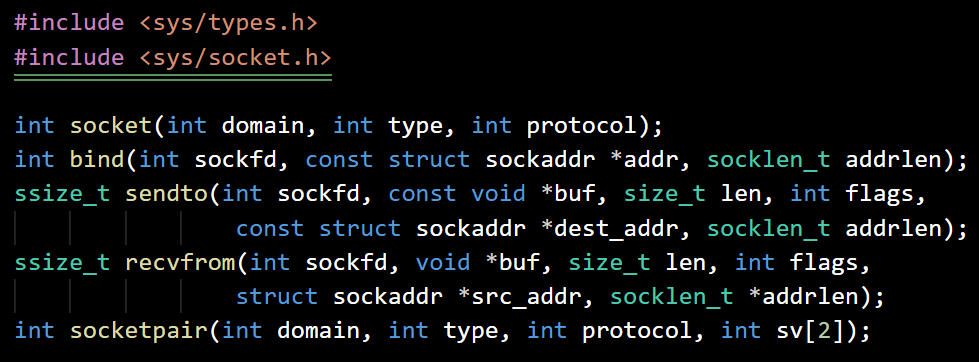 #include <sys/types.h>
#include <sys/socket.h>

int socket(int domain, int type, int protocol);
int bind(int sockfd, const struct sockaddr *addr, socklen_t addrlen);
ssize_t sendto(int sockfd, const void *buf, size_t len, int flags,
                const struct sockaddr *dest_addr, socklen_t addrlen);
ssize_t recvfrom(int sockfd, void *buf, size_t len, int flags,
                struct sockaddr *src_addr, socklen_t *addrlen);
int socketpair(int domain, int type, int protocol, int sv[2]);